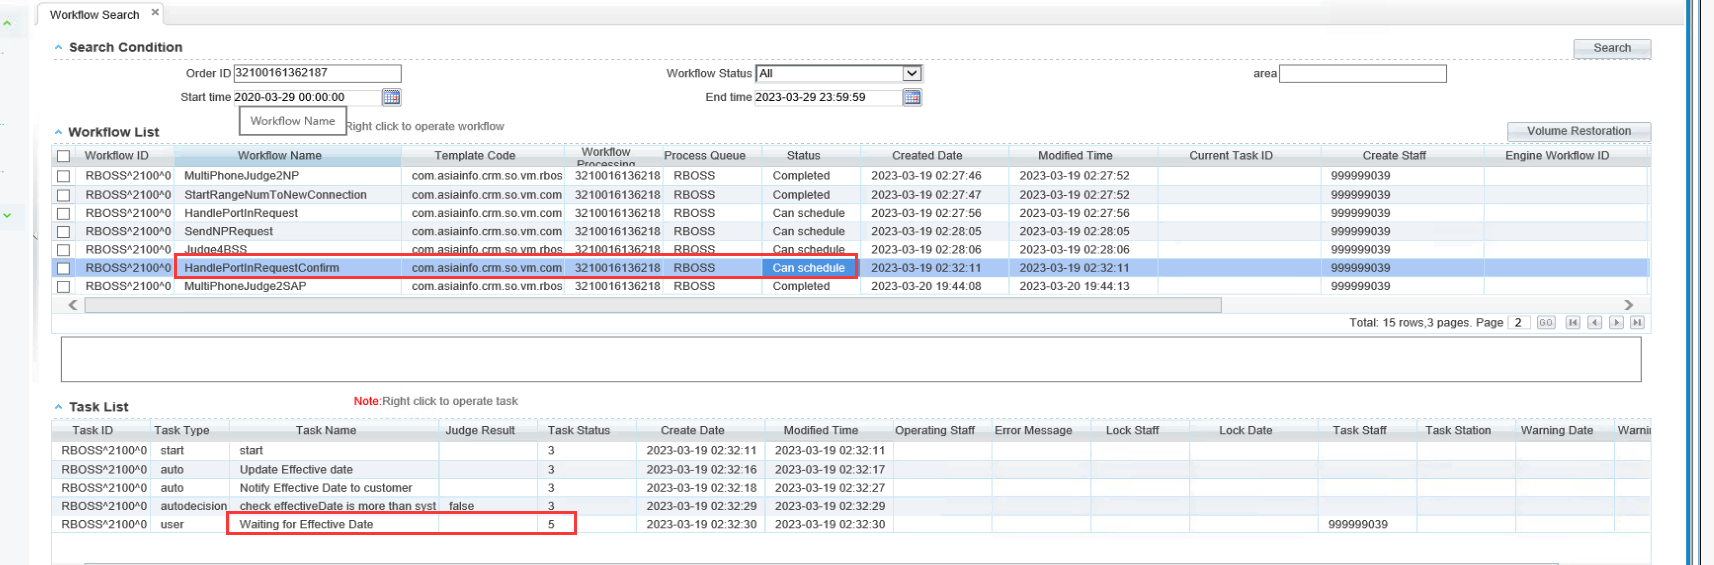 Workflow Search
Search Condition
Search
Order ID 32100161362187 Workflow Status All area
Start time 2020-03-29 00:00:00 End time 2023-03-29 23:59:59
Workflow Name
Workflow List Right click to operate workflow Volume Restoration
Workflow ID Workflow Name Template Code Workflow Processing Process Queue Status Created Date Modified Time Current Task ID Create Staff Engine Workflow ID
RBOSS^2100^0 MultiPhoneJudge2NP com.asiainfo.crm.so.vm.rbos 3210016136218 RBOSS Completed 2023-03-19 02:27:46 2023-03-19 02:27:52 999999039
RBOSS^2100^0 StartRangeNumToNewConnection com.asiainfo.crm.so.vm.com 3210016136218 RBOSS Completed 2023-03-19 02:27:47 2023-03-19 02:27:52 999999039
RBOSS^2100^0 HandlePortInRequest com.asiainfo.crm.so.vm.com 3210016136218 RBOSS Can schedule 2023-03-19 02:27:56 2023-03-19 02:27:56 999999039
RBOSS^2100^0 SendNPRequest com.asiainfo.crm.so.vm.com 3210016136218 RBOSS Can schedule 2023-03-19 02:28:05 2023-03-19 02:28:05 999999039
RBOSS^2100^0 Judge4BSS com.asiainfo.crm.so.vm.rbos 3210016136218 RBOSS Can schedule 2023-03-19 02:28:06 2023-03-19 02:28:06 999999039
RBOSS^2100^0 HandlePortInRequestConfirm com.asiainfo.crm.so.vm.com 3210016136218 RBOSS Can schedule 2023-03-19 02:32:11 2023-03-19 02:32:11 999999039
RBOSS^2100^0 MultiPhoneJudge2SAP com.asiainfo.crm.so.vm.rbos 3210016136218 RBOSS Completed 2023-03-20 19:44:08 2023-03-20 19:44:13 999999039
Total: 15 rows,3 pages. Page 2 GO
Task List Note:Right click to operate task
Task ID Task Type Task Name Judge Result Task Status Create Date Modified Time Operating Staff Error Message Lock Staff Lock Date Task Staff Task Station Warning Date Warnin
RBOSS^2100^0 start start 3 2023-03-19 02:32:11 2023-03-19 02:32:11
RBOSS^2100^0 auto Update Effective date 3 2023-03-19 02:32:16 2023-03-19 02:32:17
RBOSS^2100^0 auto Notify Effective Date to customer 3 2023-03-19 02:32:18 2023-03-19 02:32:27
RBOSS^2100^0 autodecision check effectiveDate is more than syst false 3 2023-03-19 02:32:29 2023-03-19 02:32:29
RBOSS^2100^0 user Waiting for Effective Date 5 2023-03-19 02:32:30 2023-03-19 02:32:30 999999039